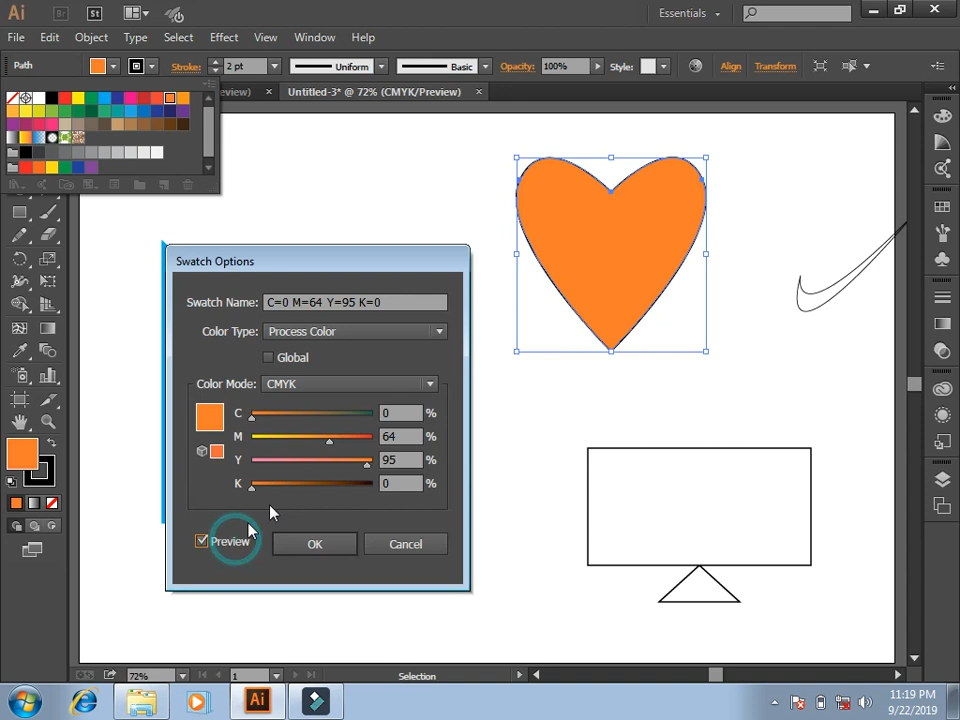 Ai Br St Essentials
File Edit Object Type Select Effect View Window Help
Path Stroke: 2 pt Uniform Basic Opacity: 100% Style: Align Transform
Untitled-3* @ 72% (CMYK/Preview)
Swatch Options
Swatch Name: C=0 M=64 Y=95 K=0
Color Type: Process Color
Global
Color Mode: CMYK
C 0 %
M 64 %
Y 95 %
K 0 %
Preview OK Cancel
72% 1 Selection
Ai 11:19 PM
9/22/2019